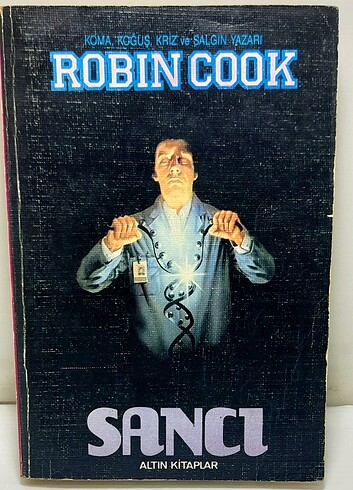 KOMA, KOĞUŞ, KRİZ ve SALGIN YAZARI
ROBIN COOK
SANCI
ALTIN KİTAPLAR